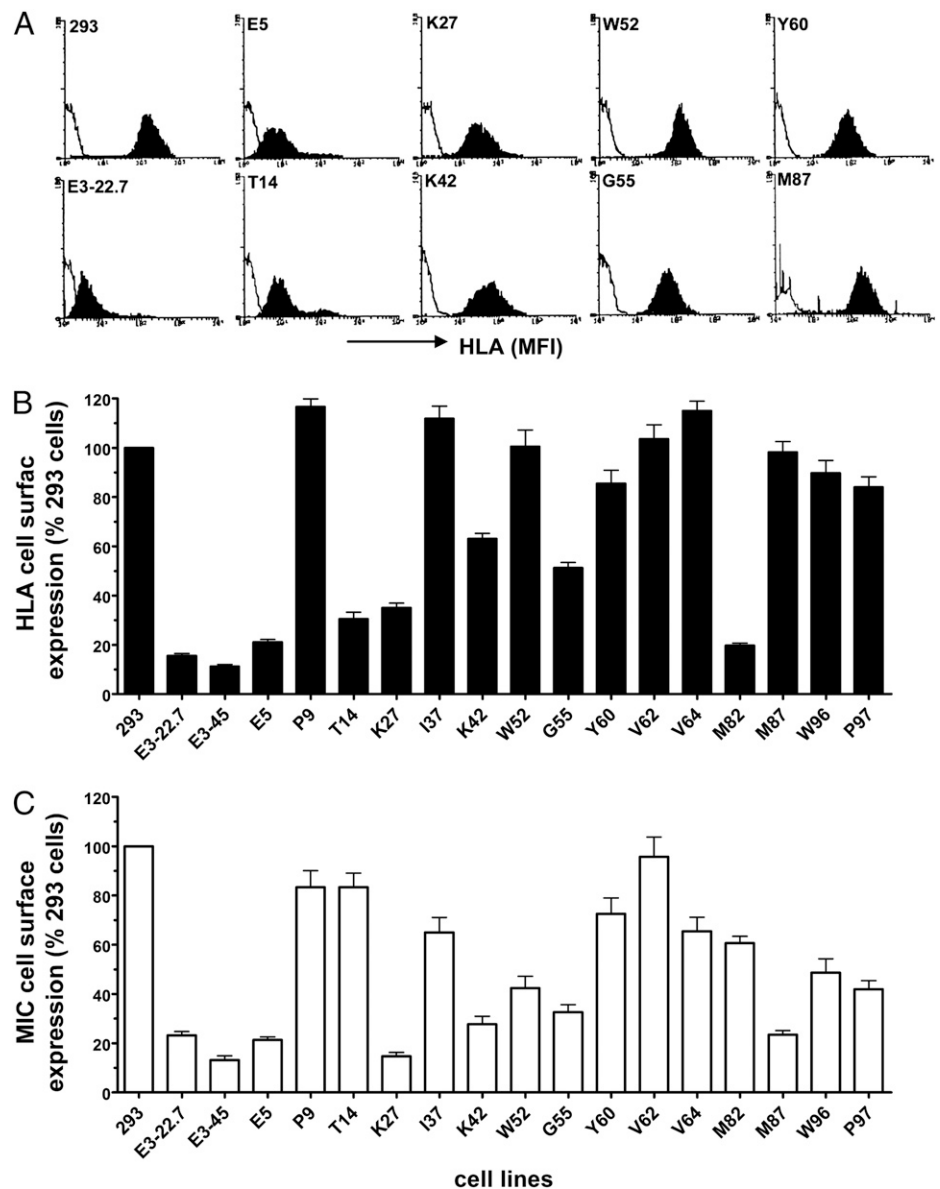 A
293
E5
K27
W52
Y60
E3-22.7
T14
K42
G55
M87
HLA (MFI)
B
HLA cell surfac
expression (% 293 cells)
120
100
80
60
40
20
0
293
E3-22.7
E3-45
E5
P9
T14
K27
I37
K42
W52
G55
Y60
V62
V64
M82
M87
W96
P97
C
MIC cell surface
expression (% 293 cells)
120
100
80
60
40
20
0
293
E3-22.7
E3-45
E5
P9
T14
K27
I37
K42
W52
G55
Y60
V62
V64
M82
M87
W96
P97
cell lines